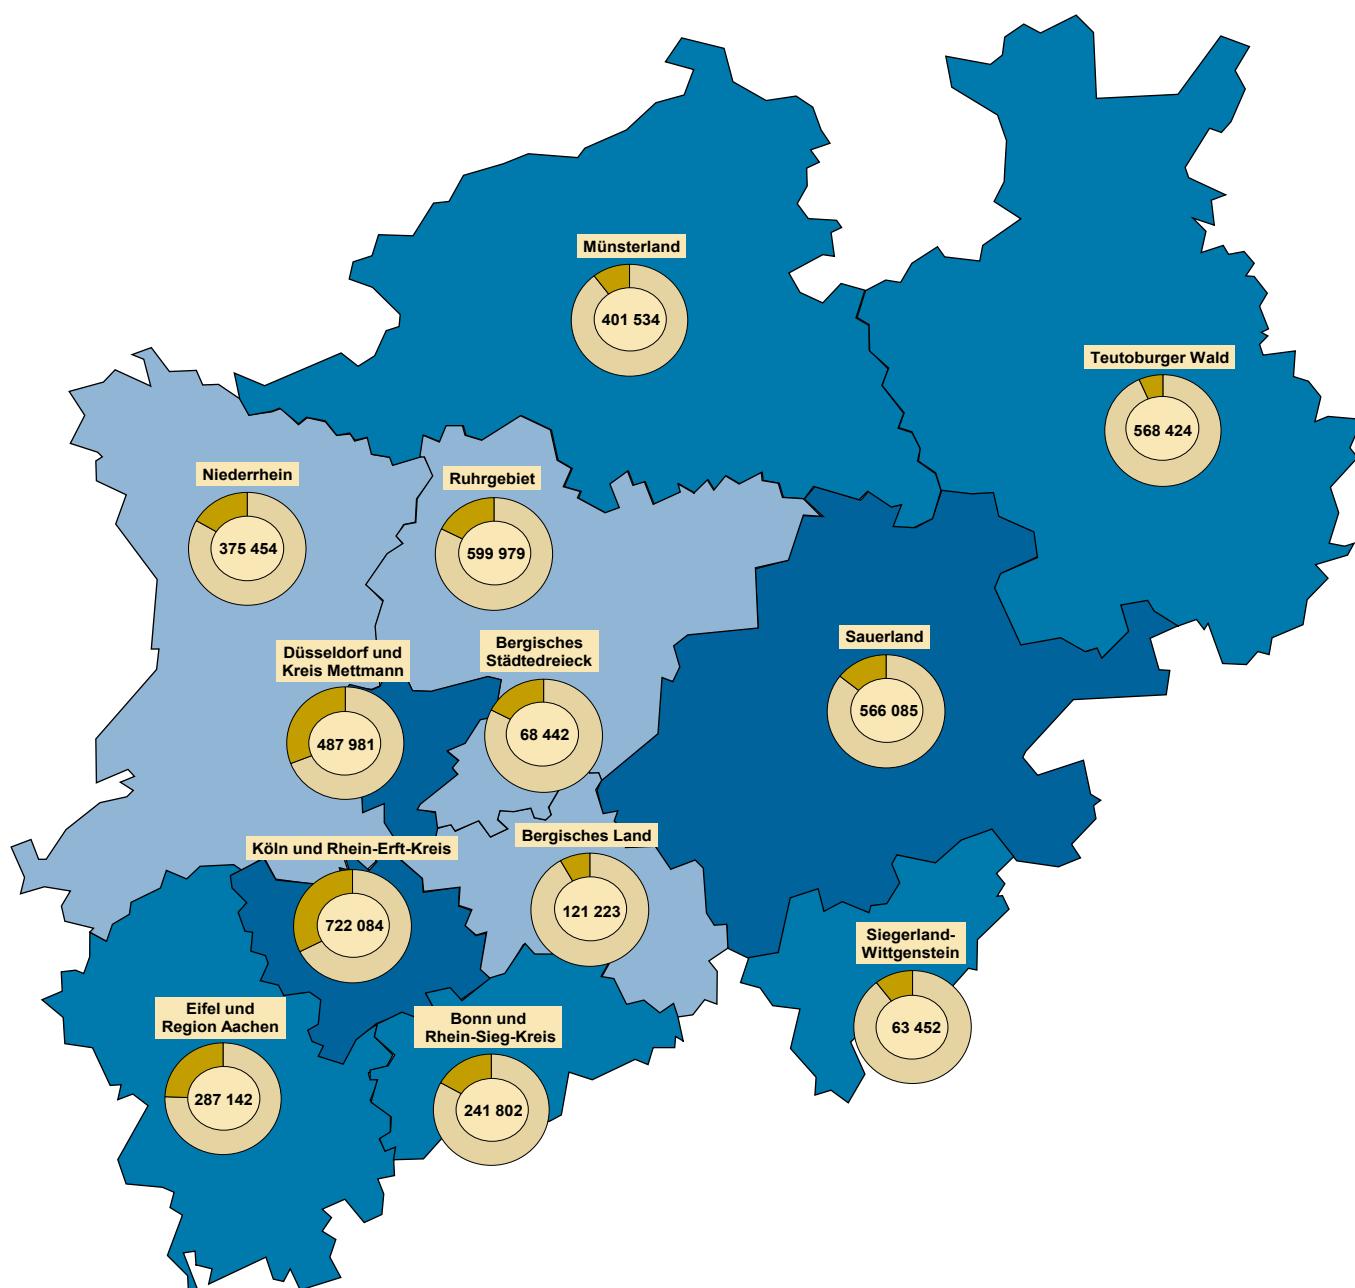 Münsterland
401 534
Teutoburger Wald
568 424
Niederrhein
375 454
Ruhrgebiet
599 979
Düsseldorf und
Kreis Mettmann
487 981
Bergisches
Städtedreieck
68 442
Sauerland
566 085
Köln und Rhein-Erft-Kreis
722 084
Bergisches Land
121 223
Siegerland-
Wittgenstein
63 452
Eifel und
Region Aachen
287 142
Bonn und
Rhein-Sieg-Kreis
241 802